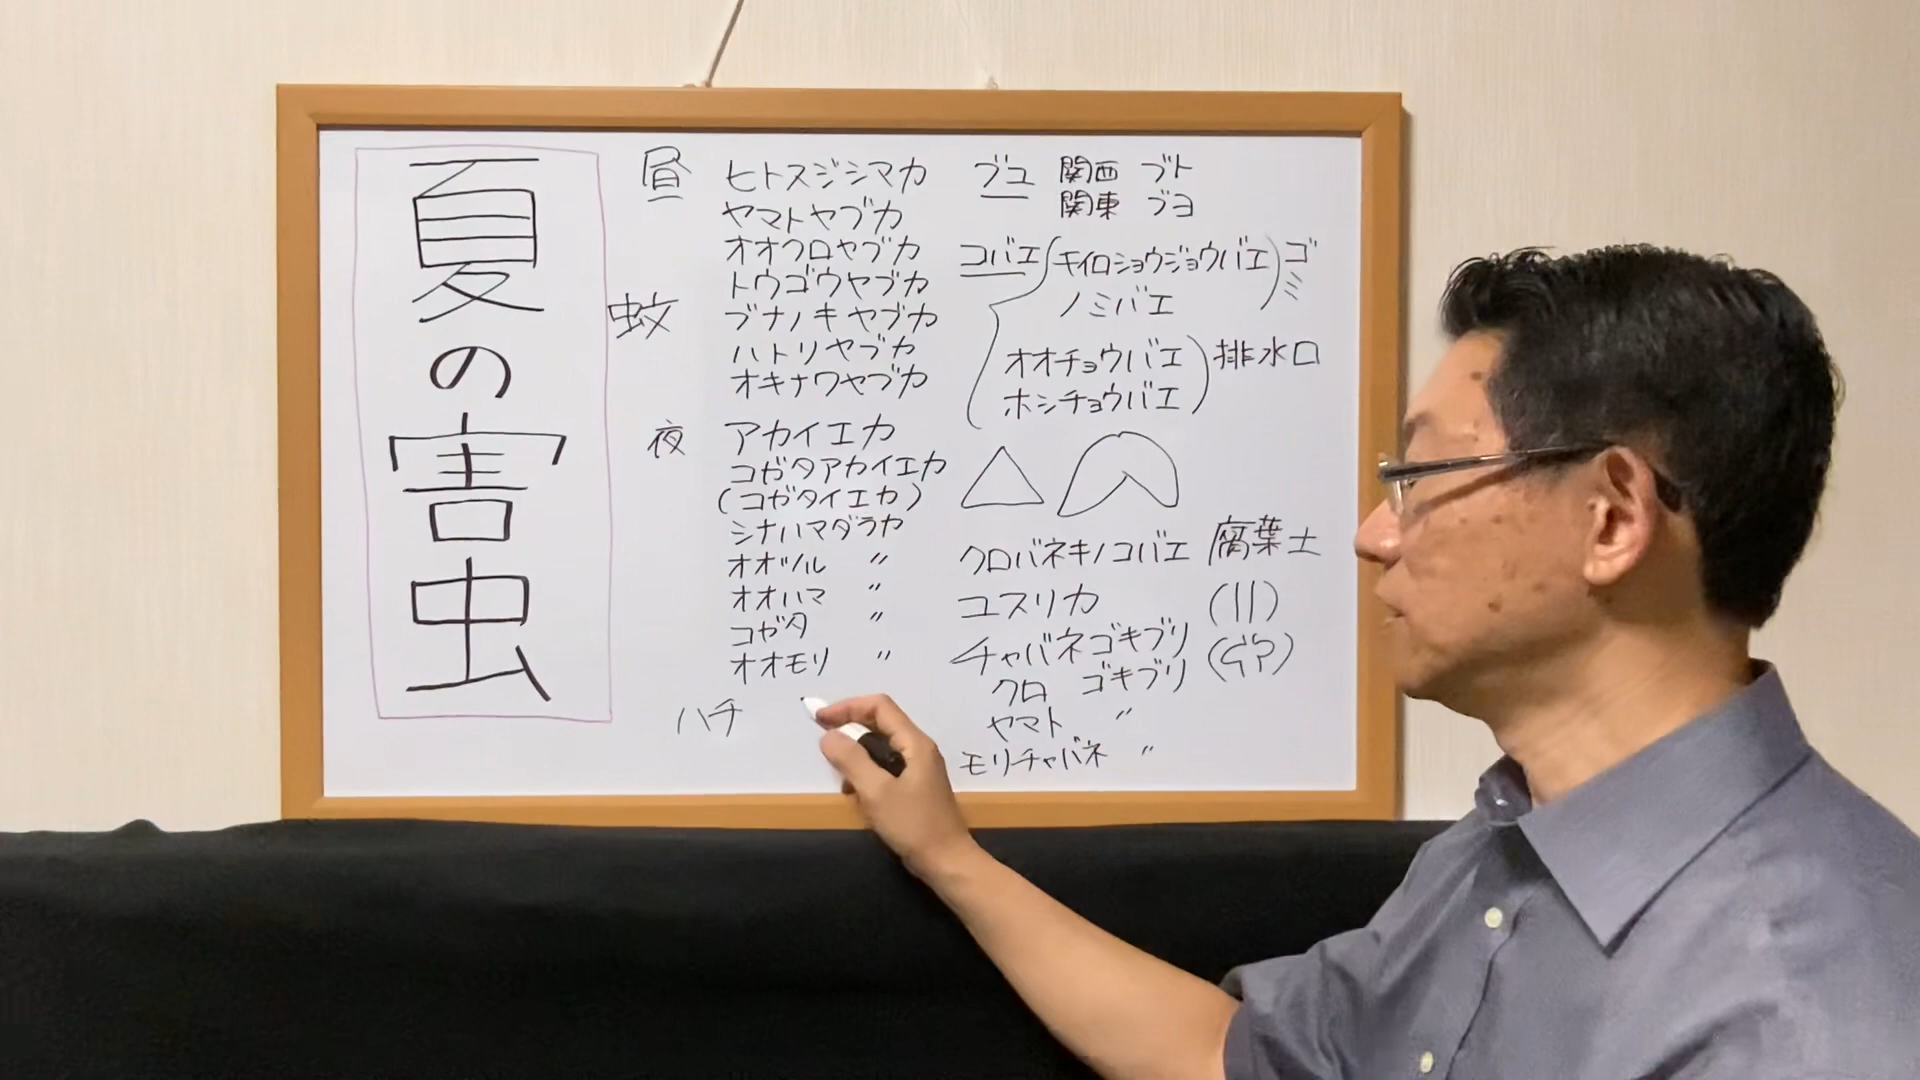 夏の害虫
蚊
昼
ヒトスジシマカ
ヤマトヤブカ
オオクロヤブカ
トウゴウヤブカ
ブナノキヤブカ
ハトリヤブカ
オキナワヤブカ
夜
アカイエカ
コガタアカイエカ
(コガタイエカ)
シナハマダラカ
オオツル 〃
オオハマ 〃
コガタ 〃
オオモリ 〃
ハチ
ブユ 関西 ブト
関東 ブヨ
コバエ(キイロショウジョウバエ)ゴミ
ノミバエ
オオチョウバエ)排水口
ホシチョウバエ
クロバネキノコバエ 腐葉土
ユスリカ (川)
チャバネゴキブリ
クロ ゴキブリ
ヤマト 〃
モリチャバネ 〃